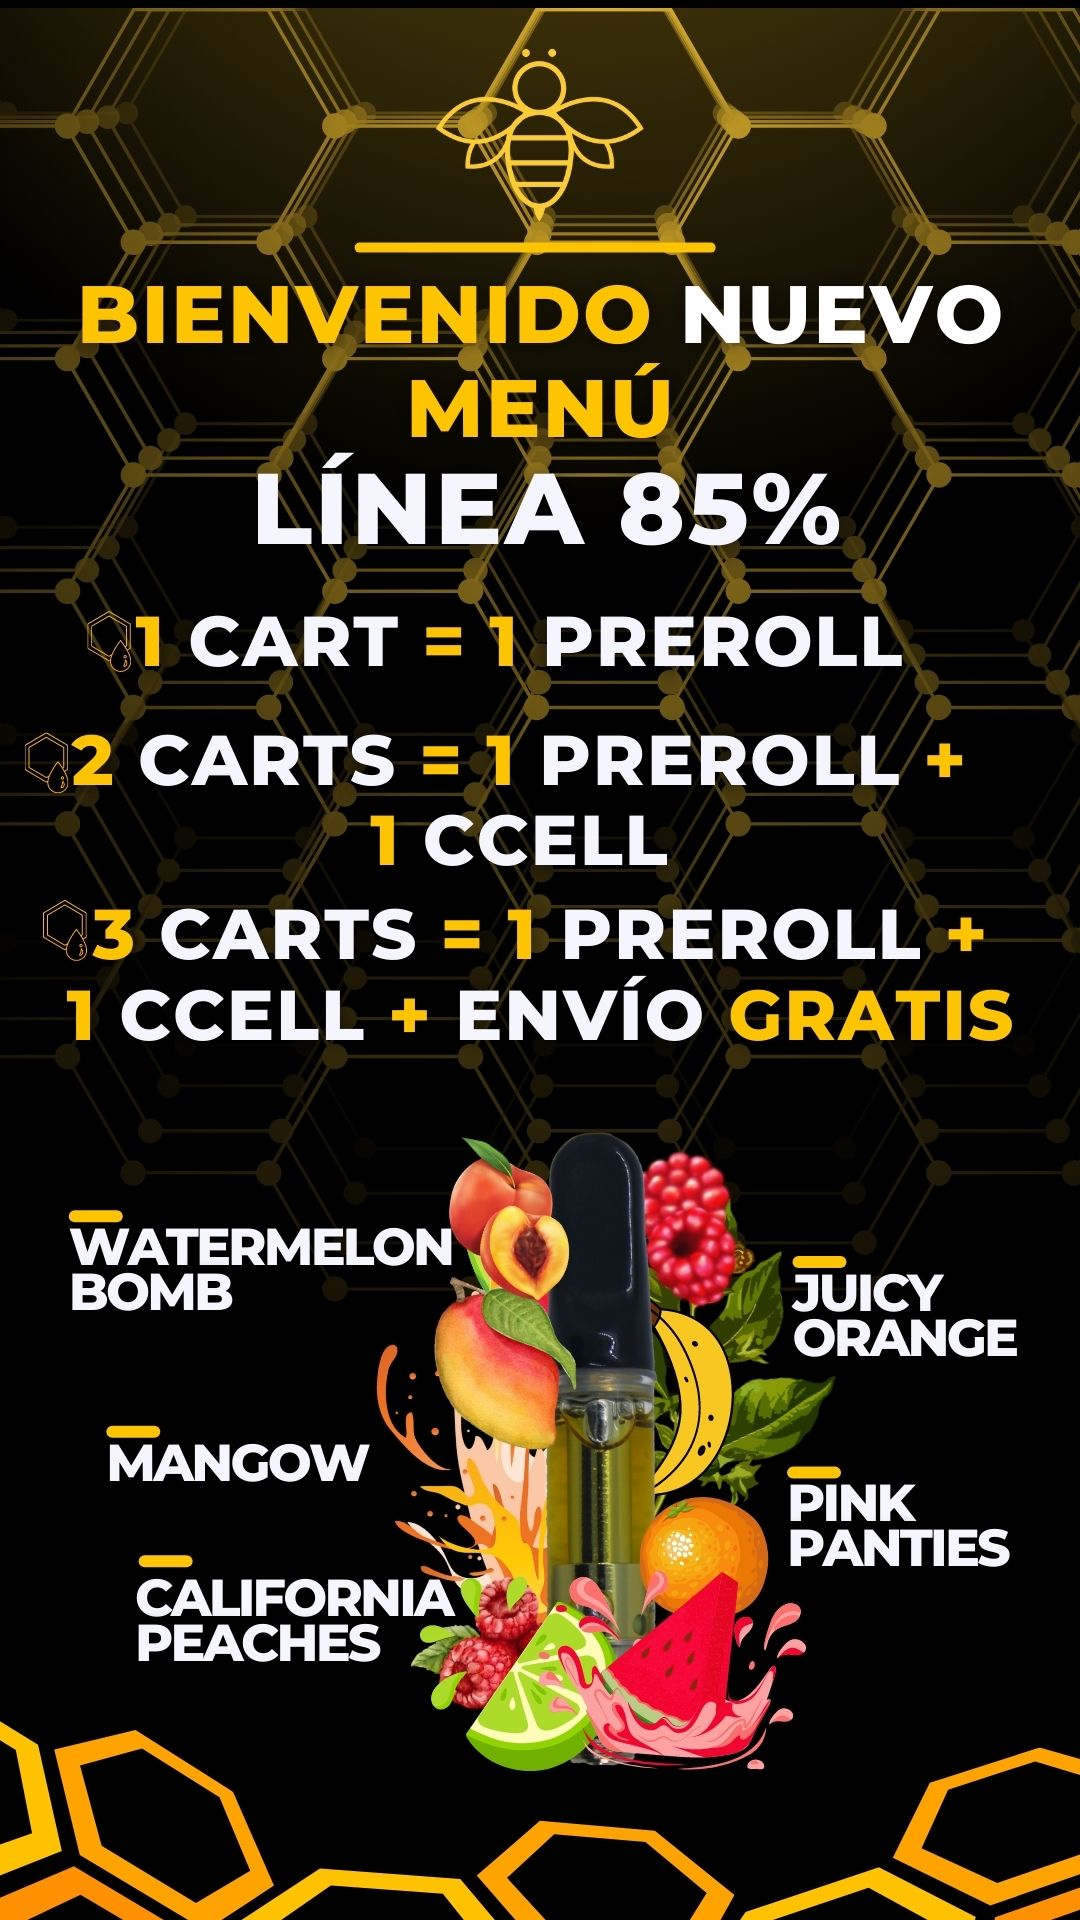 BIENVENIDO NUEVO
MENÚ
LÍNEA 85%
1 CART = 1 PREROLL
2 CARTS = 1 PREROLL +
1 CCELL
3 CARTS = 1 PREROLL +
1 CCELL + ENVÍO GRATIS
WATERMELON
BOMB
JUICY
ORANGE
MANGOW
PINK
PANTIES
CALIFORNIA
PEACHES